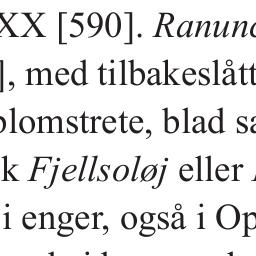 XX [590]. Ranunc
], med tilbakeslått
blomstrete, blad sa
k Fjellsoløj eller
i enger, også i Op